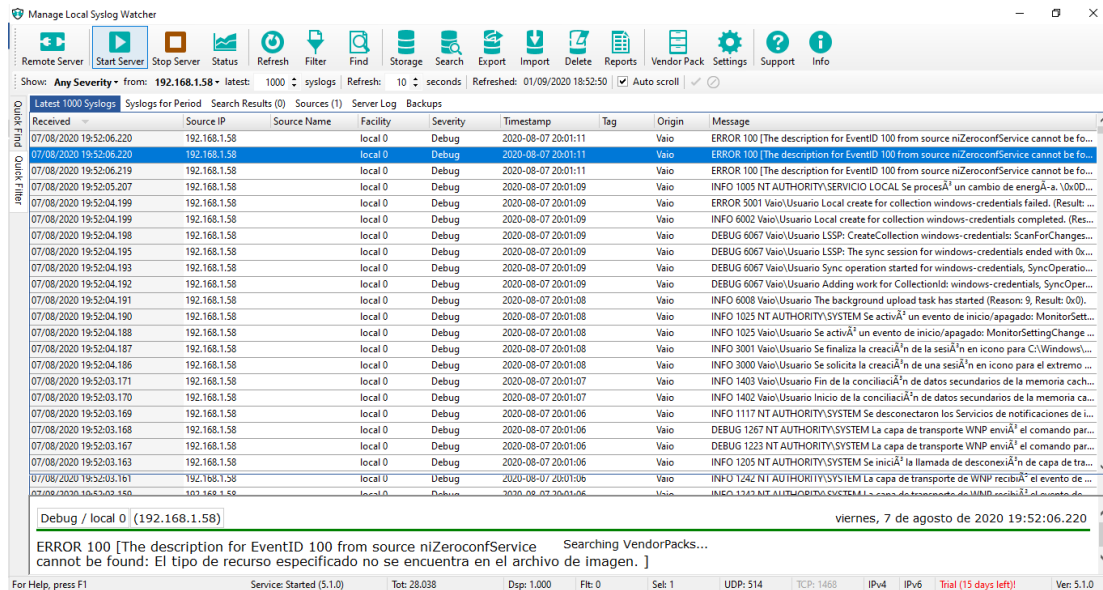 Manage Local Syslog Watcher
Remote Server Start Server Stop Server Status Refresh Filter Find Storage Search Export Import Delete Reports Vendor Pack Settings Support Info
Show: Any Severity from: 192.168.1.58 latest: 1000 syslogs Refresh: 10 seconds Refreshed: 01/09/2020 18:52:50 Auto scroll
Quick Find
Quick Filter
Latest 1000 Syslogs Syslogs for Period Search Results (0) Sources (1) Server Log Backups
Received Source IP Source Name Facility Severity Timestamp Tag Origin Message
07/08/2020 19:52:06.220 192.168.1.58 local 0 Debug 2020-08-07 20:01:11 Vaio ERROR 100 [The description for EventID 100 from source niZeroconfService cannot be fo...
07/08/2020 19:52:06.220 192.168.1.58 local 0 Debug 2020-08-07 20:01:11 Vaio ERROR 100 [The description for EventID 100 from source niZeroconfService cannot be fo...
07/08/2020 19:52:06.219 192.168.1.58 local 0 Debug 2020-08-07 20:01:11 Vaio ERROR 100 [The description for EventID 100 from source niZeroconfService cannot be fo...
07/08/2020 19:52:05.207 192.168.1.58 local 0 Debug 2020-08-07 20:01:09 Vaio INFO 1005 NT AUTHORITY\SERVICIO LOCAL Se procesÃ³ un cambio de energÃ-a. \0x0D...
07/08/2020 19:52:04.199 192.168.1.58 local 0 Debug 2020-08-07 20:01:09 Vaio ERROR 5001 Vaio\Usuario Local create for collection windows-credentials failed. (Result: ...
07/08/2020 19:52:04.199 192.168.1.58 local 0 Debug 2020-08-07 20:01:09 Vaio INFO 6002 Vaio\Usuario Local create for collection windows-credentials completed. (Res...
07/08/2020 19:52:04.198 192.168.1.58 local 0 Debug 2020-08-07 20:01:09 Vaio DEBUG 6067 Vaio\Usuario LSSP: CreateCollection windows-credentials: ScanForChanges...
07/08/2020 19:52:04.195 192.168.1.58 local 0 Debug 2020-08-07 20:01:09 Vaio DEBUG 6067 Vaio\Usuario LSSP: The sync session for windows-credentials ended with 0x...
07/08/2020 19:52:04.193 192.168.1.58 local 0 Debug 2020-08-07 20:01:09 Vaio DEBUG 6067 Vaio\Usuario Sync operation started for windows-credentials, SyncOperatio...
07/08/2020 19:52:04.192 192.168.1.58 local 0 Debug 2020-08-07 20:01:09 Vaio DEBUG 6067 Vaio\Usuario Adding work for CollectionId: windows-credentials, SyncOper...
07/08/2020 19:52:04.191 192.168.1.58 local 0 Debug 2020-08-07 20:01:08 Vaio INFO 6008 Vaio\Usuario The background upload task has started (Reason: 9, Result: 0x0).
07/08/2020 19:52:04.190 192.168.1.58 local 0 Debug 2020-08-07 20:01:08 Vaio INFO 1025 NT AUTHORITY\SYSTEM Se activÃ³ un evento de inicio/apagado: MonitorSett...
07/08/2020 19:52:04.188 192.168.1.58 local 0 Debug 2020-08-07 20:01:08 Vaio INFO 1025 Vaio\Usuario Se activÃ³ un evento de inicio/apagado: MonitorSettingChange ...
07/08/2020 19:52:04.187 192.168.1.58 local 0 Debug 2020-08-07 20:01:08 Vaio INFO 3001 Vaio\Usuario Se finaliza la creaciÃ³n de la sesiÃ³n en icono para C:\Windows\...
07/08/2020 19:52:04.186 192.168.1.58 local 0 Debug 2020-08-07 20:01:08 Vaio INFO 3000 Vaio\Usuario Se solicita la creaciÃ³n de una sesiÃ³n en icono para el extremo ...
07/08/2020 19:52:03.171 192.168.1.58 local 0 Debug 2020-08-07 20:01:07 Vaio INFO 1403 Vaio\Usuario Fin de la conciliaciÃ³n de datos secundarios de la memoria cach...
07/08/2020 19:52:03.170 192.168.1.58 local 0 Debug 2020-08-07 20:01:07 Vaio INFO 1402 Vaio\Usuario Inicio de la conciliaciÃ³n de datos secundarios de la memoria ca...
07/08/2020 19:52:03.169 192.168.1.58 local 0 Debug 2020-08-07 20:01:06 Vaio INFO 1117 NT AUTHORITY\SYSTEM Se desconectaron los Servicios de notificaciones de i...
07/08/2020 19:52:03.168 192.168.1.58 local 0 Debug 2020-08-07 20:01:06 Vaio DEBUG 1267 NT AUTHORITY\SYSTEM La capa de transporte WNP enviÃ³ el comando par...
07/08/2020 19:52:03.167 192.168.1.58 local 0 Debug 2020-08-07 20:01:06 Vaio DEBUG 1223 NT AUTHORITY\SYSTEM La capa de transporte WNP enviÃ³ el comando par...
07/08/2020 19:52:03.163 192.168.1.58 local 0 Debug 2020-08-07 20:01:06 Vaio INFO 1205 NT AUTHORITY\SYSTEM Se iniciÃ³ la llamada de desconexiÃ³n de capa de tra...
07/08/2020 19:52:03.161 192.168.1.58 local 0 Debug 2020-08-07 20:01:06 Vaio INFO 1242 NT AUTHORITY\SYSTEM La capa de transporte de WNP recibiÃ³ el evento de ...
07/08/2020 19:52:03.159 192.168.1.58 local 0 Debug 2020-08-07 20:01:06 Vaio INFO 1242 NT AUTHORITY\SYSTEM La capa de transporte de WNP recibiÃ³ el evento de ...
Debug / local 0 (192.168.1.58) viernes, 7 de agosto de 2020 19:52:06.220
ERROR 100 [The description for EventID 100 from source niZeroconfService Searching VendorPacks...
cannot be found: El tipo de recurso especificado no se encuentra en el archivo de imagen. ]
For Help, press F1 Service: Started (5.1.0) Tot: 28.038 Dsp: 1.000 Flt: 0 Sel: 1 UDP: 514 TCP: 1468 IPv4 IPv6 Trial (15 days left)! Ver: 5.1.0